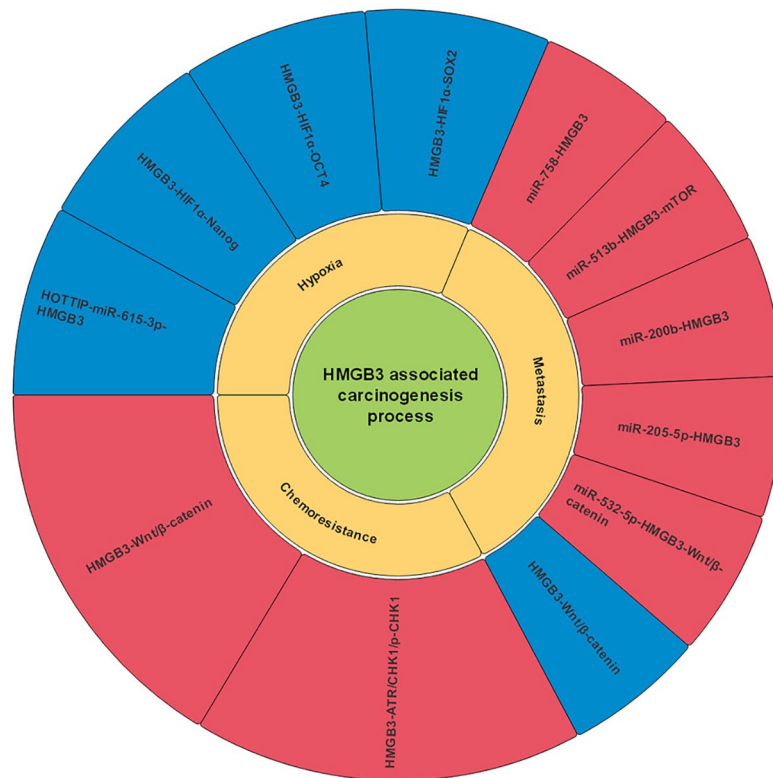 HMGB3 associated
carcinogenesis
process
Hypoxia
Metastasis
Chemoresistance
HOTTIP-miR-615-3p-
HMGB3
HMGB3-HIF1α-Nanog
HMGB3-HIF1α-OCT4
HMGB3-HIF1α-SOX2
miR-758-HMGB3
miR-513b-HMGB3-mTOR
miR-200b-HMGB3
miR-205-5p-HMGB3
miR-532-5p-HMGB3-Wnt/β-
catenin
HMGB3-Wnt/β-catenin
HMGB3-ATR/CHK1/p-CHK1
HMGB3-Wnt/β-catenin